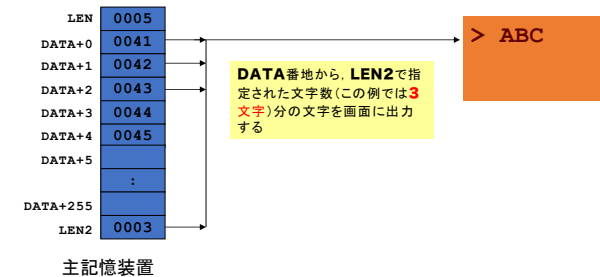 LEN 0005
DATA+0 0041
DATA+1 0042
DATA+2 0043
DATA+3 0044
DATA+4 0045
DATA+5
:
DATA+255
LEN2 0003
主記憶装置
DATA番地から，LEN2で指
定された文字数（この例では3
文字）分の文字を画面に出力
する
> ABC